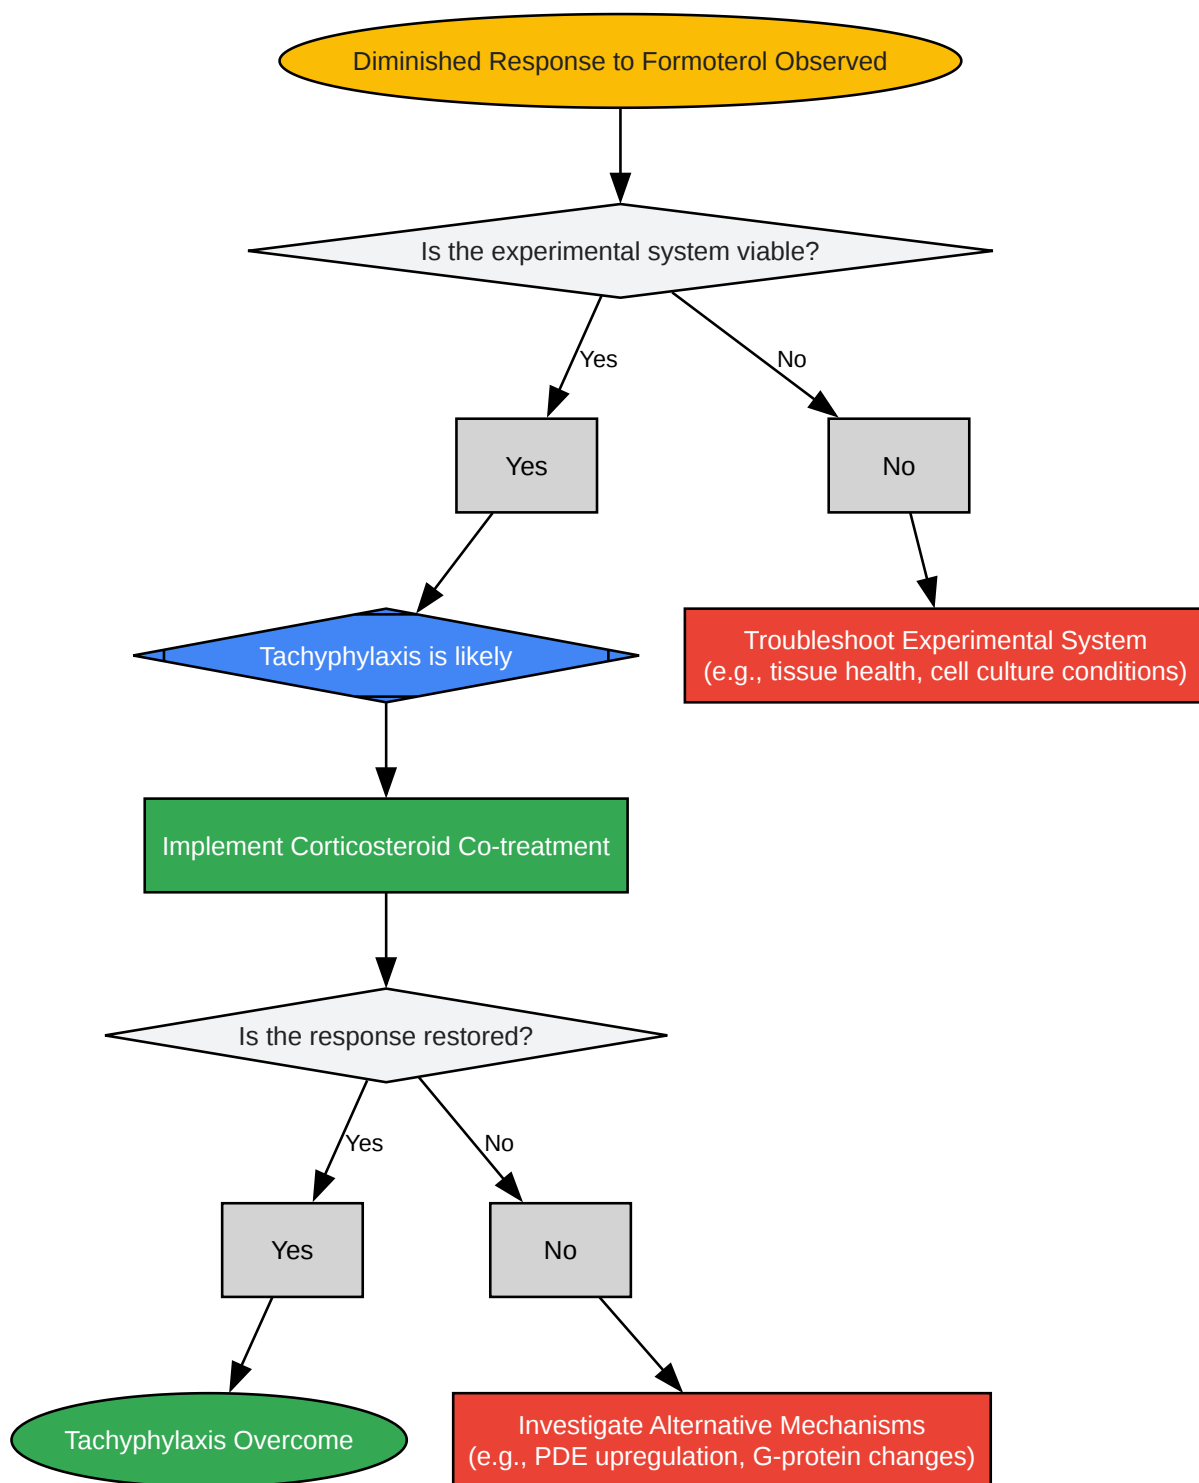 Diminished Response to Formoterol Observed
Is the experimental system viable?
Yes
No
Yes
No
Tachyphylaxis is likely
Troubleshoot Experimental System
(e.g., tissue health, cell culture conditions)
Implement Corticosteroid Co-treatment
Is the response restored?
Yes
No
Yes
No
Tachyphylaxis Overcome
Investigate Alternative Mechanisms
(e.g., PDE upregulation, G-protein changes)